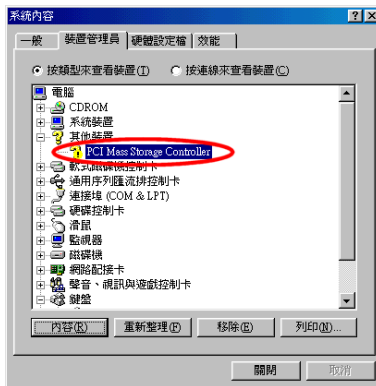 系統內容
一般 裝置管理員 硬體設定檔 效能
按類型來查看裝置(I) 按連線來查看裝置(C)
電腦
CDROM
系統裝置
其他裝置
PCI Mass Storage Controller
軟式磁碟機控制卡
通用序列匯流排控制卡
連接埠 (COM & LPT)
硬碟控制卡
滑鼠
監視器
磁碟機
網路配接卡
聲音、視訊與遊戲控制卡
鍵盤
內容(R) 重新整理(F) 移除(E) 列印(N)...
關閉 取消